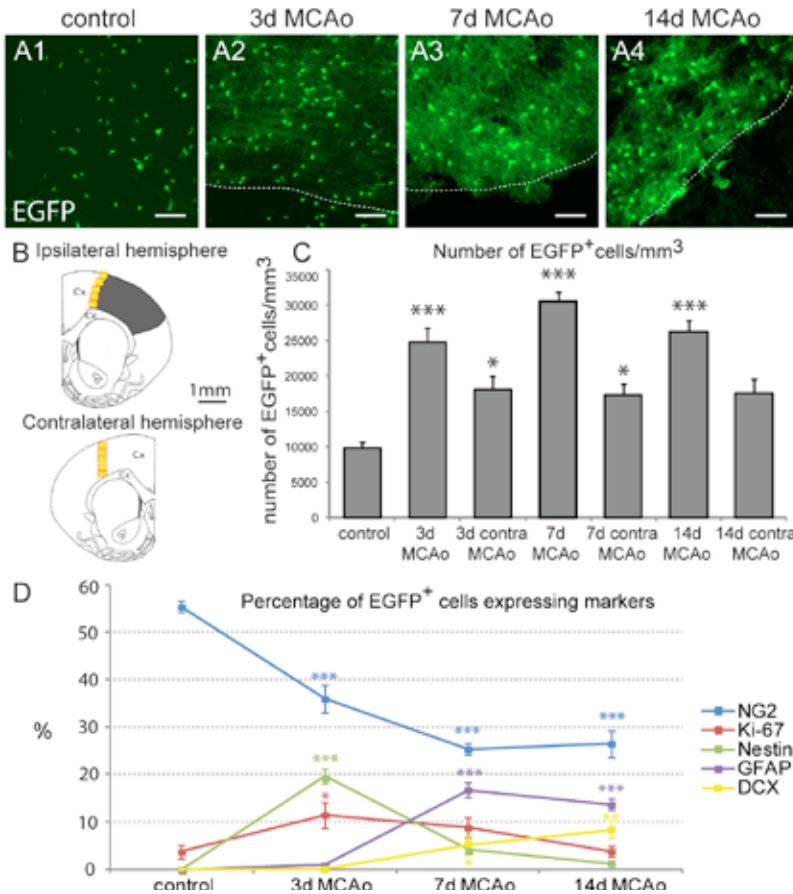 control 3d MCAo 7d MCAo 14d MCAo
A1 A2 A3 A4
EGFP
B Ipsilateral hemisphere
Cx
1mm
Contralateral hemisphere
Cx
C Number of EGFP+cells/mm3
number of EGFP+cells/mm3
35000
30000
25000
20000
15000
10000
5000
0
*** * *** * ***
control 3d MCAo 3d contra MCAo 7d MCAo 7d contra MCAo 14d MCAo 14d contra MCAo
D Percentage of EGFP+ cells expressing markers
%
60
50
40
30
20
10
0
*** *** ***
*** *** ***
* * **
control 3d MCAo 7d MCAo 14d MCAo
NG2
Ki-67
Nestin
GFAP
DCX